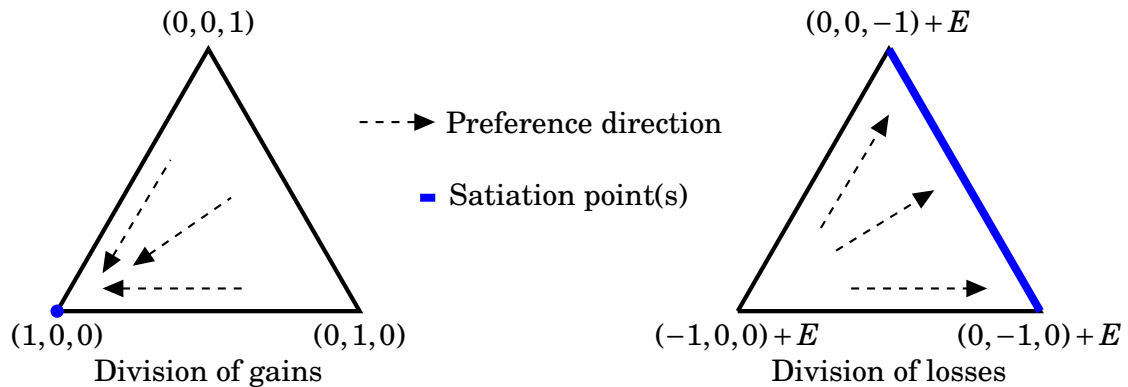 (0,0,1)
(0,0,−1)+E
Preference direction
Satiation point(s)
(1,0,0)
(0,1,0)
(−1,0,0)+E
(0,−1,0)+E
Division of gains
Division of losses